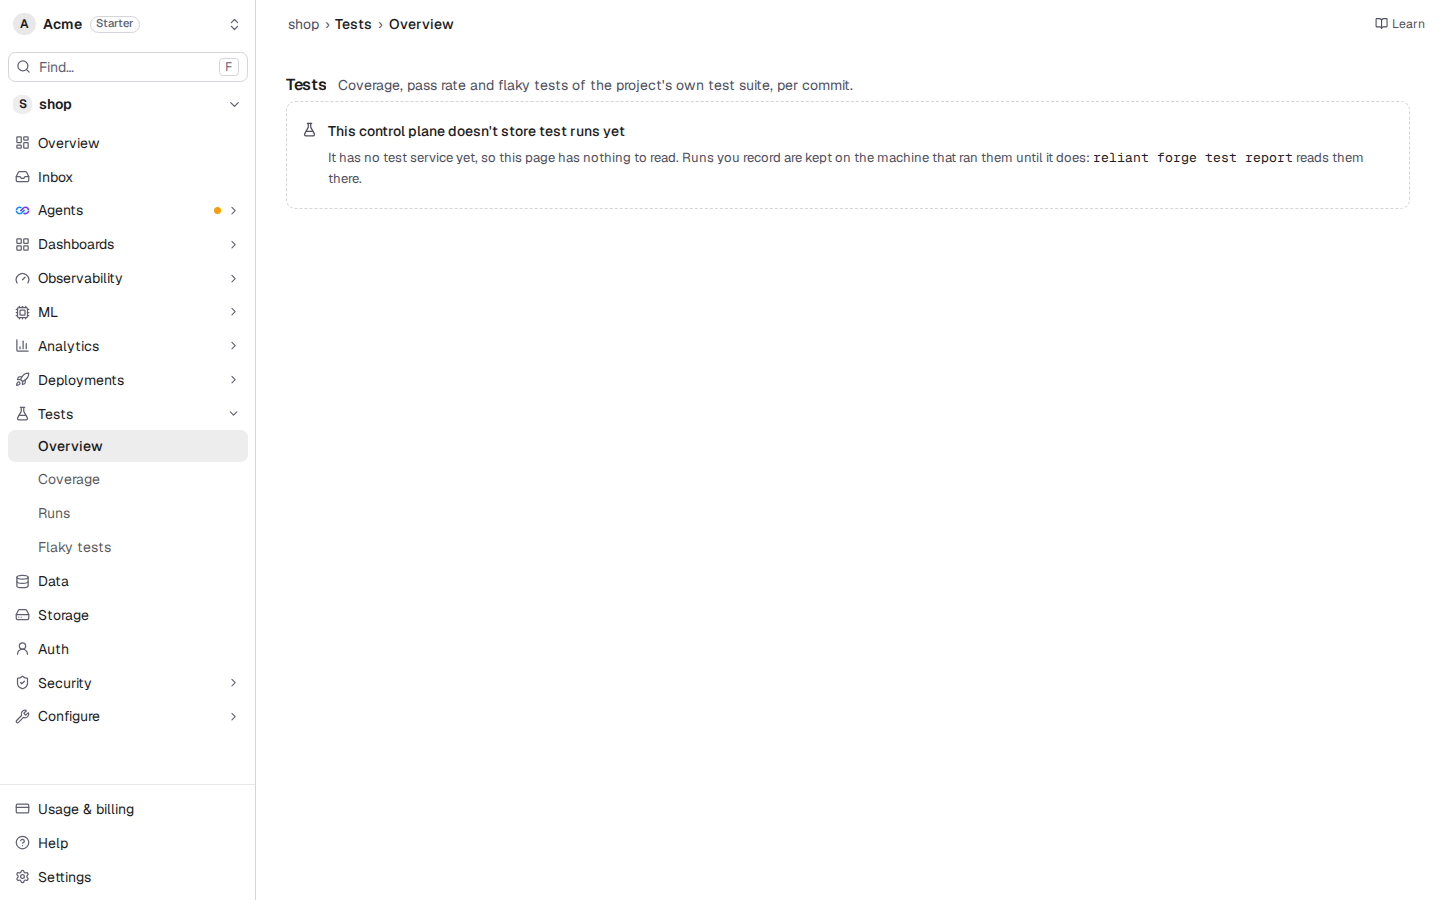 A Acme Starter
Find... F
S shop
Overview
Inbox
Agents
Dashboards
Observability
ML
Analytics
Deployments
Tests
Overview
Coverage
Runs
Flaky tests
Data
Storage
Auth
Security
Configure
Usage & billing
Help
Settings
shop › Tests › Overview
Learn
Tests Coverage, pass rate and flaky tests of the project's own test suite, per commit.
This control plane doesn't store test runs yet
It has no test service yet, so this page has nothing to read. Runs you record are kept on the machine that ran them until it does: reliant forge test report reads them
there.